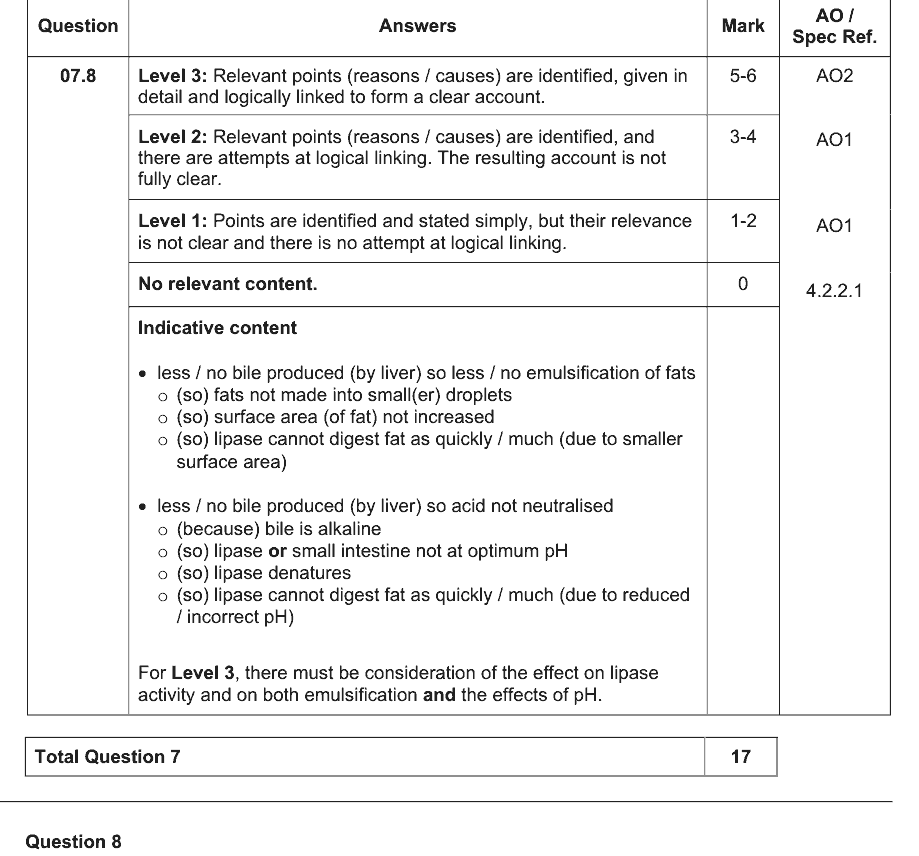 Question Answers Mark AO /
Spec Ref.
07.8 Level 3: Relevant points (reasons / causes) are identified, given in 5-6 AO2
detail and logically linked to form a clear account.
Level 2: Relevant points (reasons / causes) are identified, and 3-4 AO1
there are attempts at logical linking. The resulting account is not
fully clear.
Level 1: Points are identified and stated simply, but their relevance 1-2 AO1
is not clear and there is no attempt at logical linking.
No relevant content. 0 4.2.2.1
Indicative content
• less / no bile produced (by liver) so less / no emulsification of fats
o (so) fats not made into small(er) droplets
o (so) surface area (of fat) not increased
o (so) lipase cannot digest fat as quickly / much (due to smaller
surface area)
• less / no bile produced (by liver) so acid not neutralised
o (because) bile is alkaline
o (so) lipase or small intestine not at optimum pH
o (so) lipase denatures
o (so) lipase cannot digest fat as quickly / much (due to reduced
/ incorrect pH)
For Level 3, there must be consideration of the effect on lipase
activity and on both emulsification and the effects of pH.
Total Question 7 17
Question 8